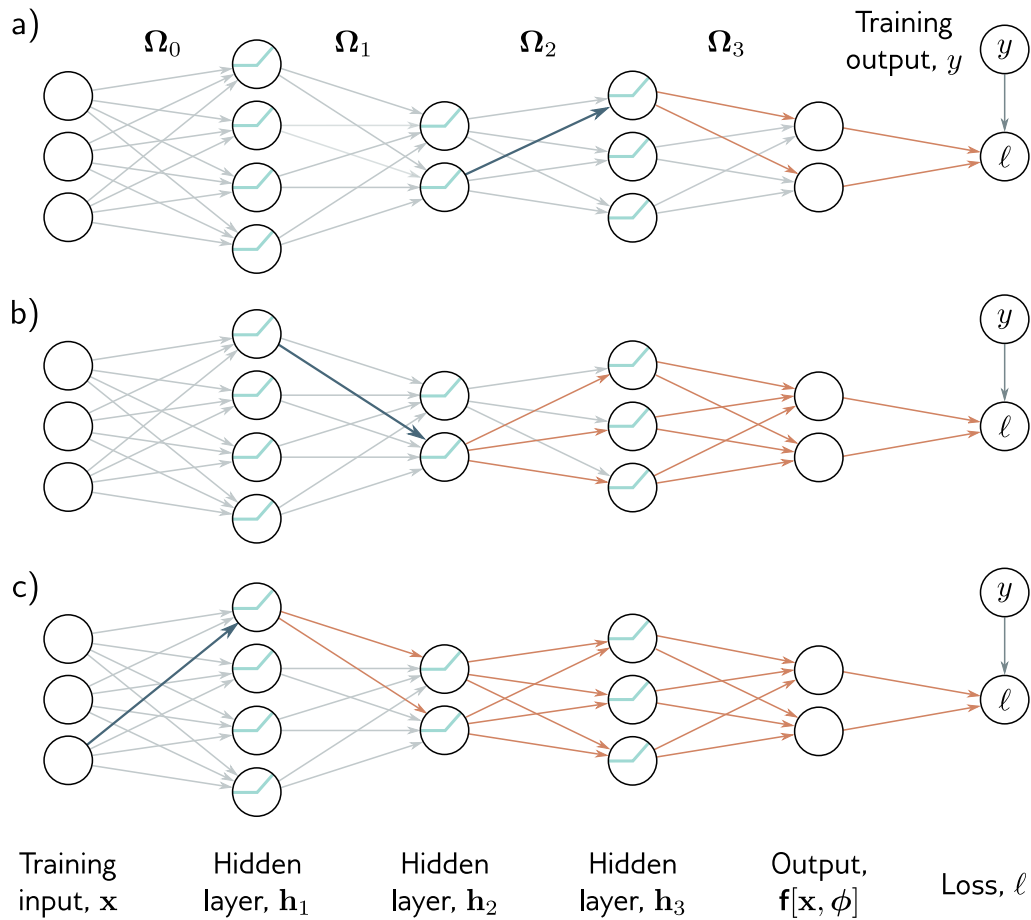 a)
Ω₀ Ω₁ Ω₂ Ω₃
Training
output, y
y
ℓ
b)
y
ℓ
c)
y
ℓ
Training
input, x
Hidden
layer, h₁
Hidden
layer, h₂
Hidden
layer, h₃
Output,
f[x, ϕ]
Loss, ℓ